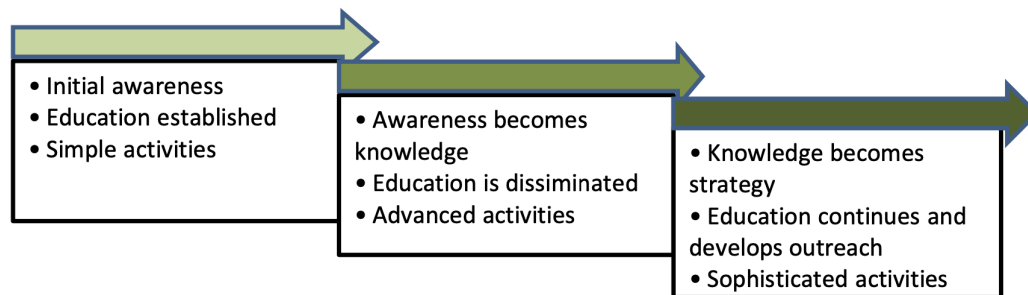 • Initial awareness
• Education established
• Simple activities
• Awareness becomes
knowledge
• Education is dissiminated
• Advanced activities
• Knowledge becomes
strategy
• Education continues and
develops outreach
• Sophisticated activities